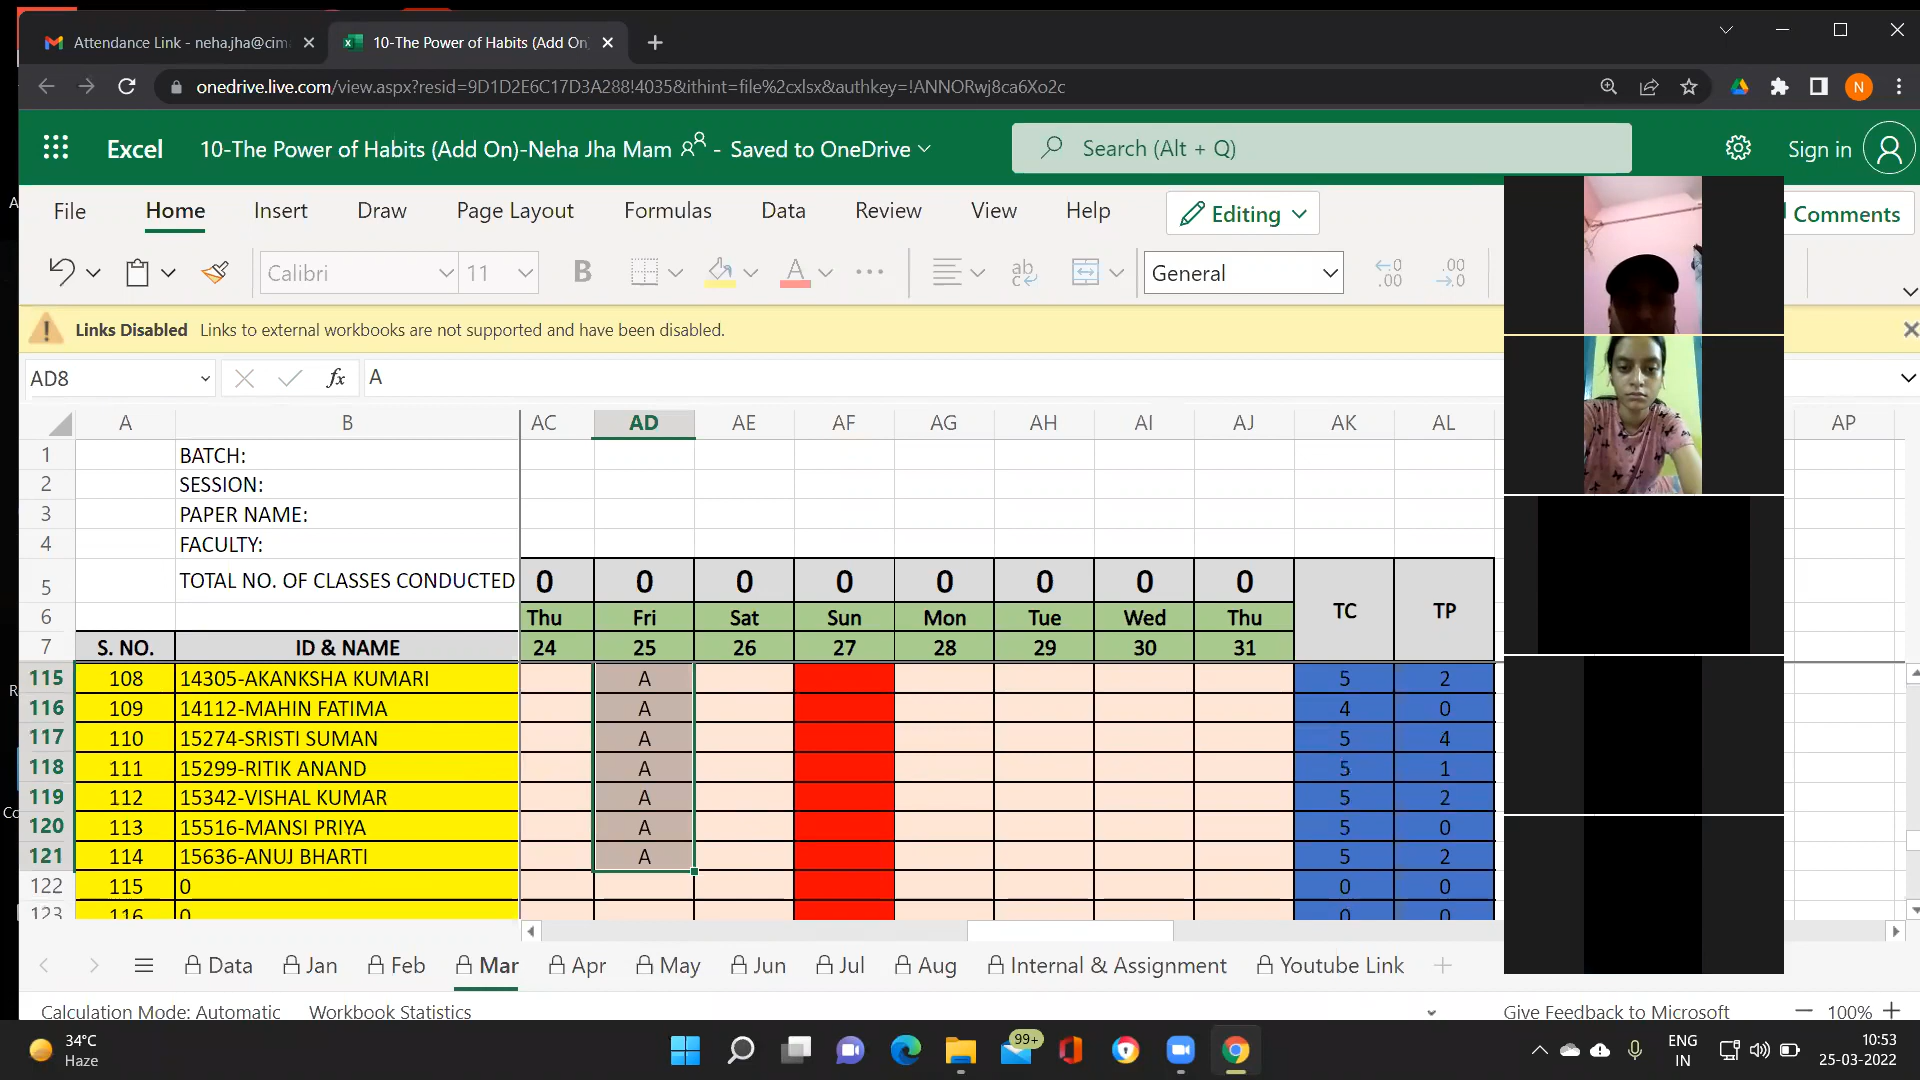 Attendance Link - neha.jha@cim
10-The Power of Habits (Add On)
onedrive.live.com/view.aspx?resid=9D1D2E6C17D3A288!4035&ithint=file%2cxlsx&authkey=!ANNORwj8ca6Xo2c
N
Excel
10-The Power of Habits (Add On)-Neha Jha Mam - Saved to OneDrive
Search (Alt + Q)
Sign in
File Home Insert Draw Page Layout Formulas Data Review View Help Editing Comments
Calibri 11 B A ab General
Links Disabled Links to external workbooks are not supported and have been disabled.
AD8 fx A
A B AC AD AE AF AG AH AI AJ AK AL AP
1 BATCH:
2 SESSION:
3 PAPER NAME:
4 FACULTY:
5 TOTAL NO. OF CLASSES CONDUCTED 0 0 0 0 0 0 0 0 TC TP
6 Thu Fri Sat Sun Mon Tue Wed Thu
7 S. NO. ID & NAME 24 25 26 27 28 29 30 31
115 108 14305-AKANKSHA KUMARI A 5 2
116 109 14112-MAHIN FATIMA A 4 0
117 110 15274-SRISTI SUMAN A 5 4
118 111 15299-RITIK ANAND A 5 1
119 112 15342-VISHAL KUMAR A 5 2
120 113 15516-MANSI PRIYA A 5 0
121 114 15636-ANUJ BHARTI A 5 2
122 115 0 0 0
123 116 0 0 0
Data Jan Feb Mar Apr May Jun Jul Aug Internal & Assignment Youtube Link
Calculation Mode: Automatic Workbook Statistics Give Feedback to Microsoft 100%
34°C
Haze
99+
ENG
IN
10:53
25-03-2022